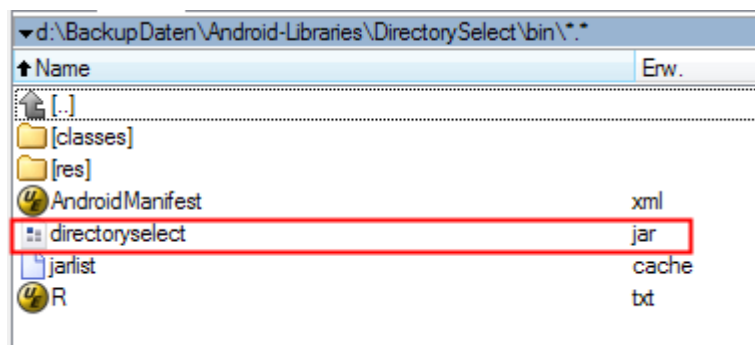 d:\BackupDaten\Android-Libraries\DirectorySelect\bin\*.*
Name Erw.
[..]
[classes]
[res]
AndroidManifest xml
directoryselect jar
jarlist cache
R txt